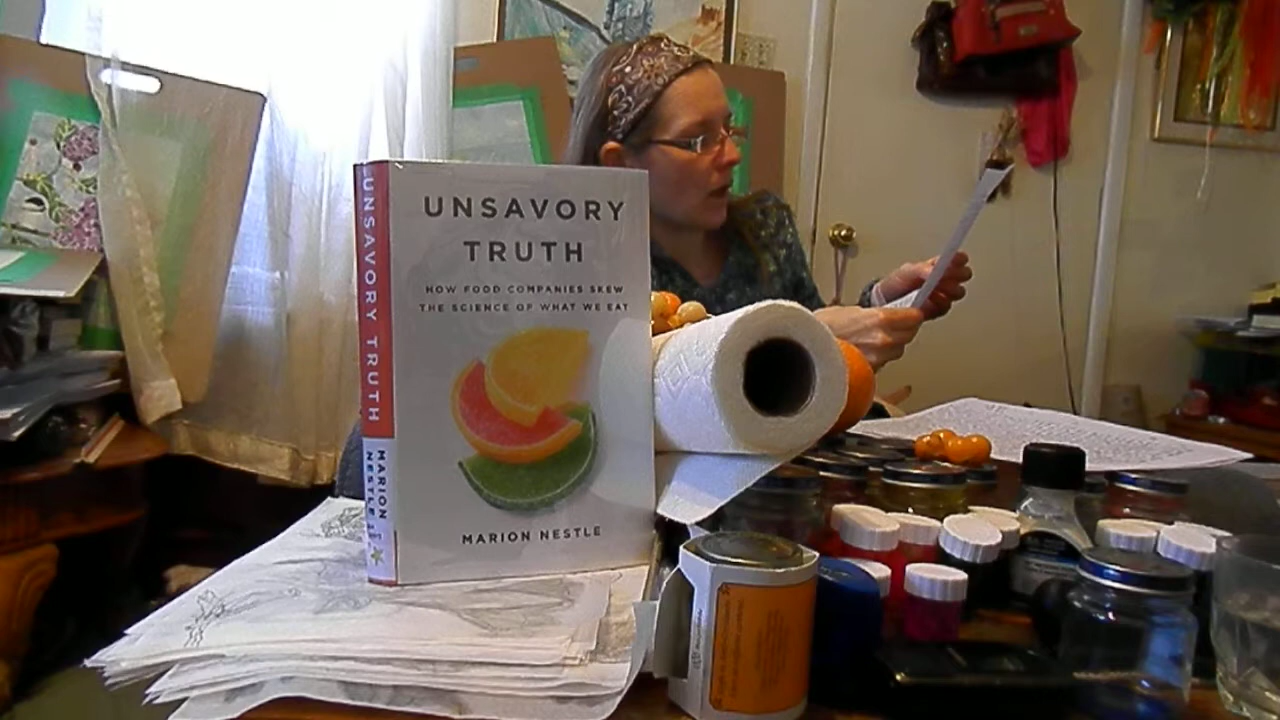 UNSAVORY TRUTH
MARION
NESTLE
UNSAVORY
TRUTH
HOW FOOD COMPANIES SKEW
THE SCIENCE OF WHAT WE EAT
MARION NESTLE